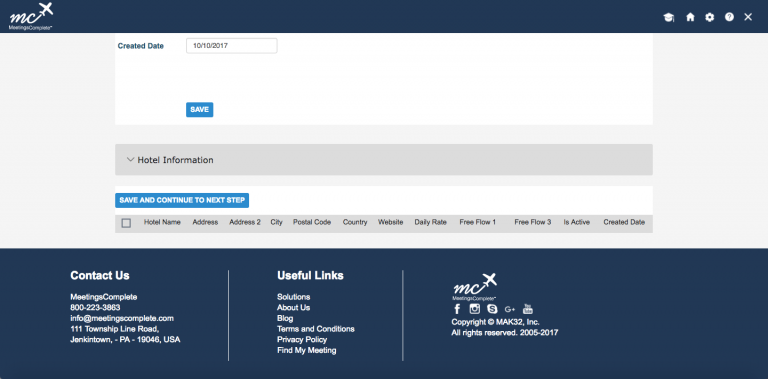 mc
MeetingsComplete™
Created Date 10/10/2017
SAVE
Hotel Information
SAVE AND CONTINUE TO NEXT STEP
Hotel Name Address Address 2 City Postal Code Country Website Daily Rate Free Flow 1 Free Flow 3 Is Active Created Date
Contact Us
MeetingsComplete
800-223-3863
info@meetingscomplete.com
111 Township Line Road,
Jenkintown, - PA - 19046, USA
Useful Links
Solutions
About Us
Blog
Terms and Conditions
Privacy Policy
Find My Meeting
mc
MeetingsComplete™
f S G+ You Tube
Copyright © MAK32, Inc.
All rights reserved. 2005-2017